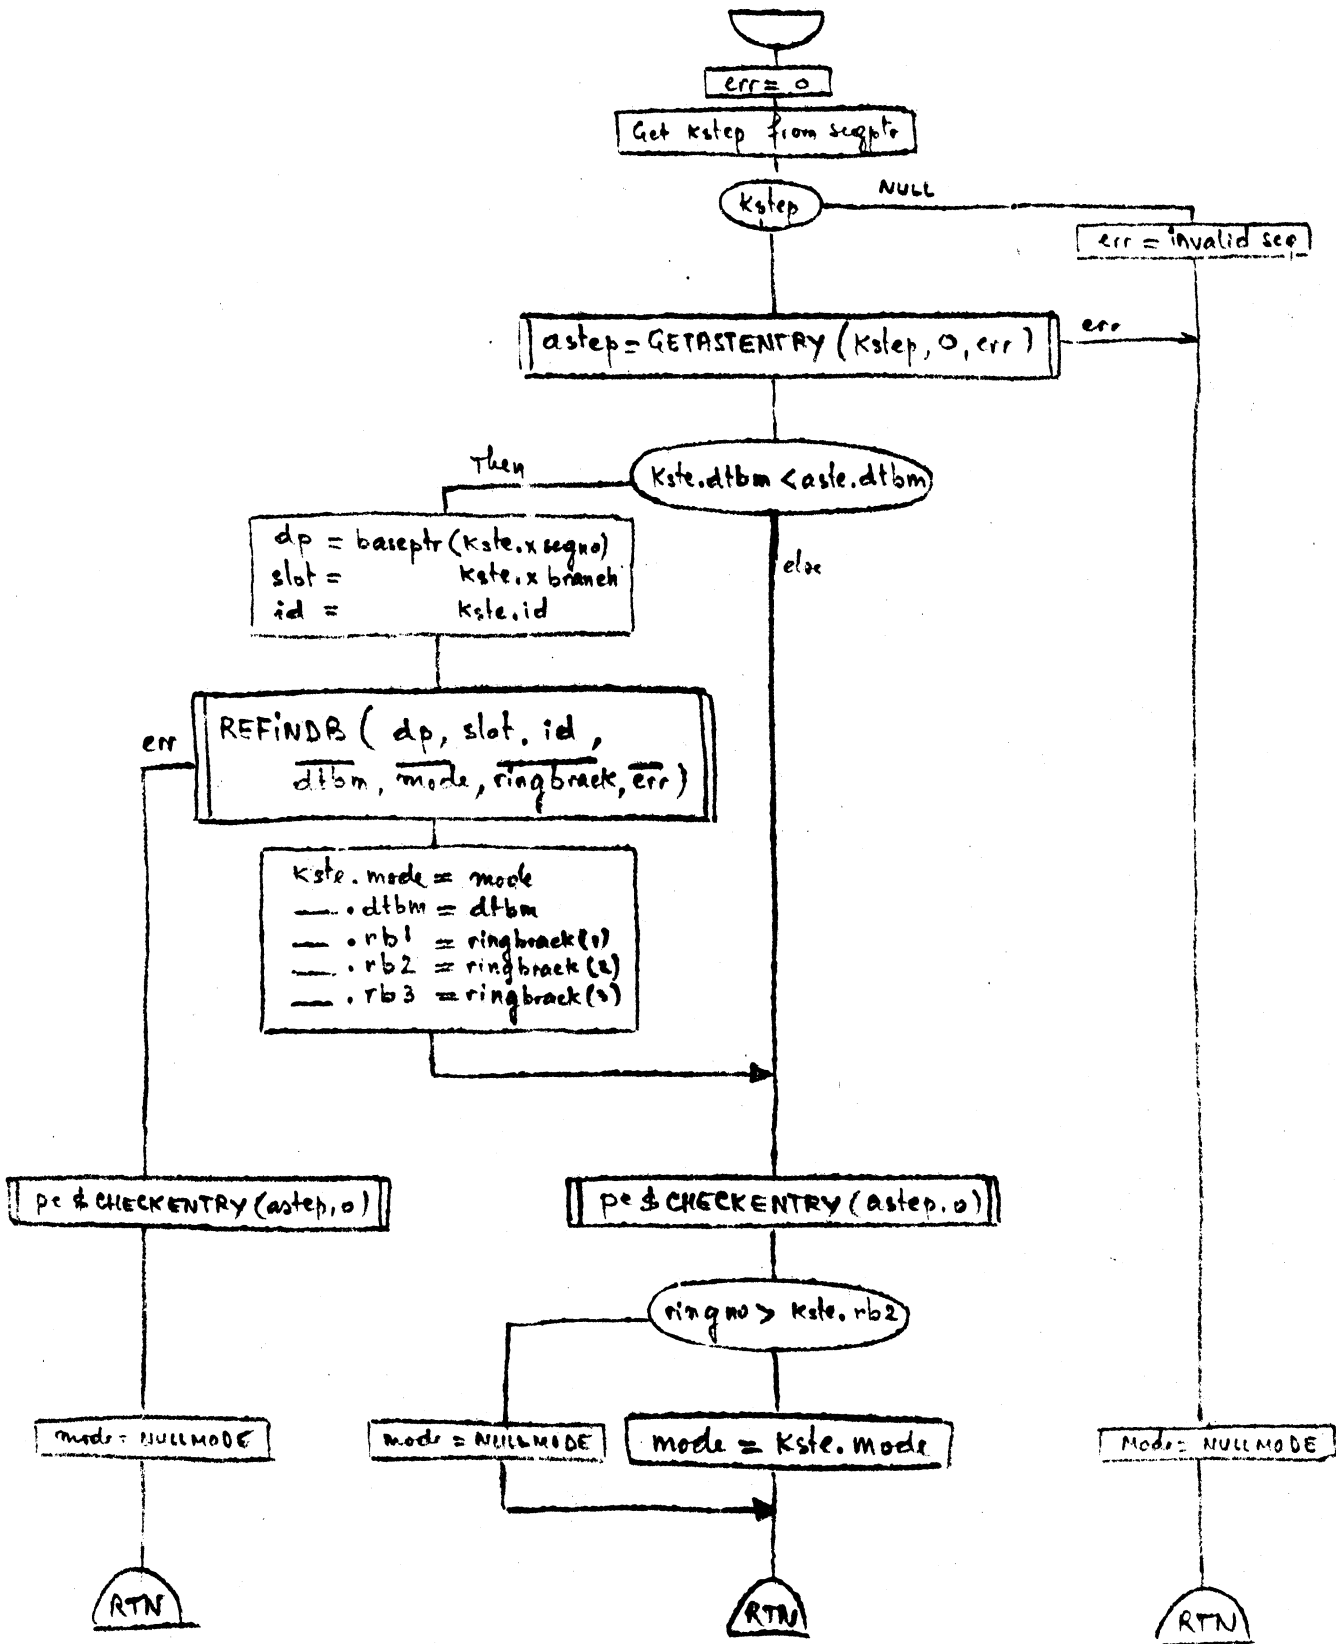 err = 0
Get kstep from segptr
kstep
NULL
err = invalid seg
astep = GETASTENTRY (kstep, 0, err)
err
kste.dtbm < aste.dtbm
Then
else
dp = baseptr (kste.xsegno)
slot = kste.xbranch
id = kste.id
REFINDB ( dp, slot, id,
dtbm, mode, ringbrack, err)
err
kste.mode = mode
__ .dtbm = dtbm
__ .rb1 = ringbrack(1)
__ .rb2 = ringbrack(2)
__ .rb3 = ringbrack(3)
pc $ CHECKENTRY (astep, 0)
pc $ CHECKENTRY (astep, 0)
ringno > kste.rb2
mode = NULLMODE
mode = NULLMODE
mode = kste.mode
Mode = NULLMODE
RTN
RTN
RTN